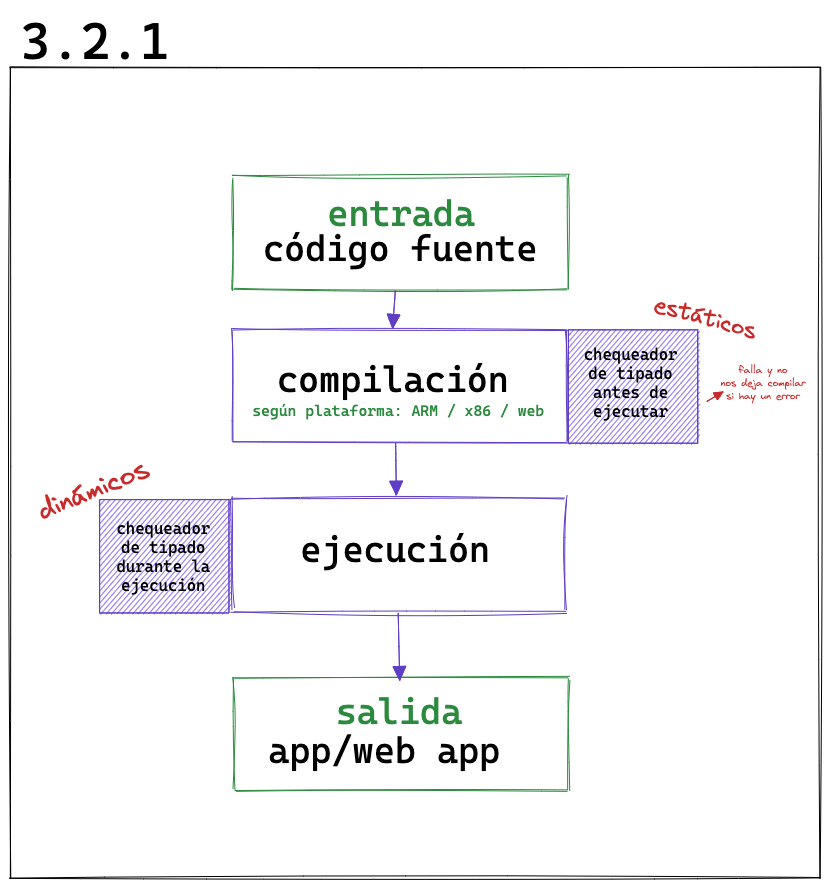 3.2.1
entrada
código fuente
estáticos
compilación
según plataforma: ARM / x86 / web
chequeador
de tipado
antes de
ejecutar
falla y no
nos deja compilar
si hay un error
dinámicos
chequeador
de tipado
durante la
ejecución
ejecución
salida
app/web app